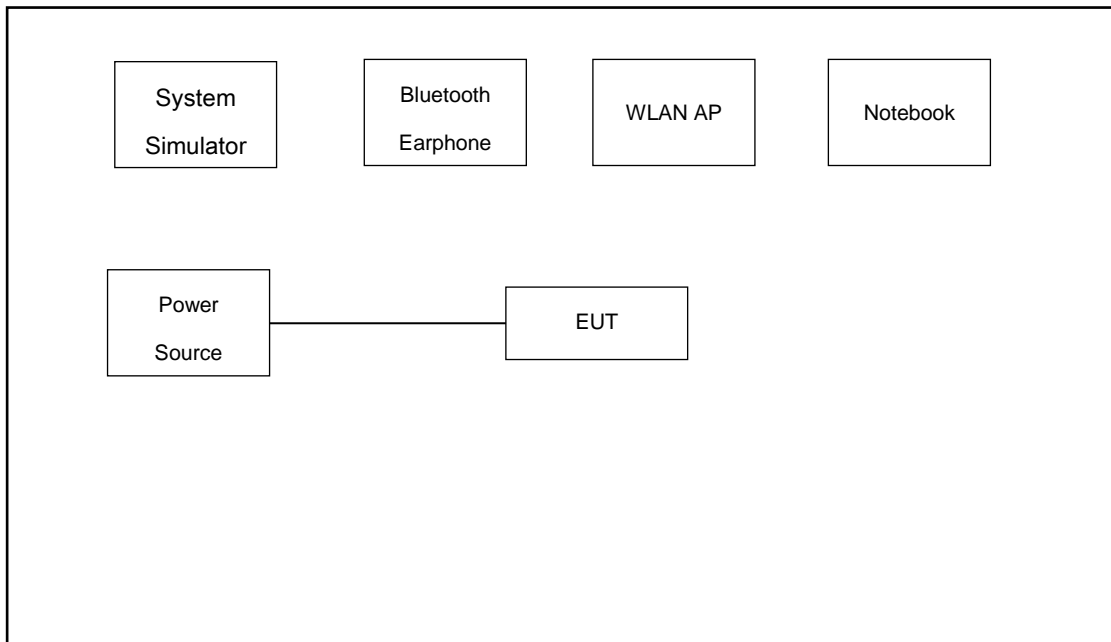 System
Simulator
Bluetooth
Earphone
WLAN AP
Notebook
Power
Source
EUT